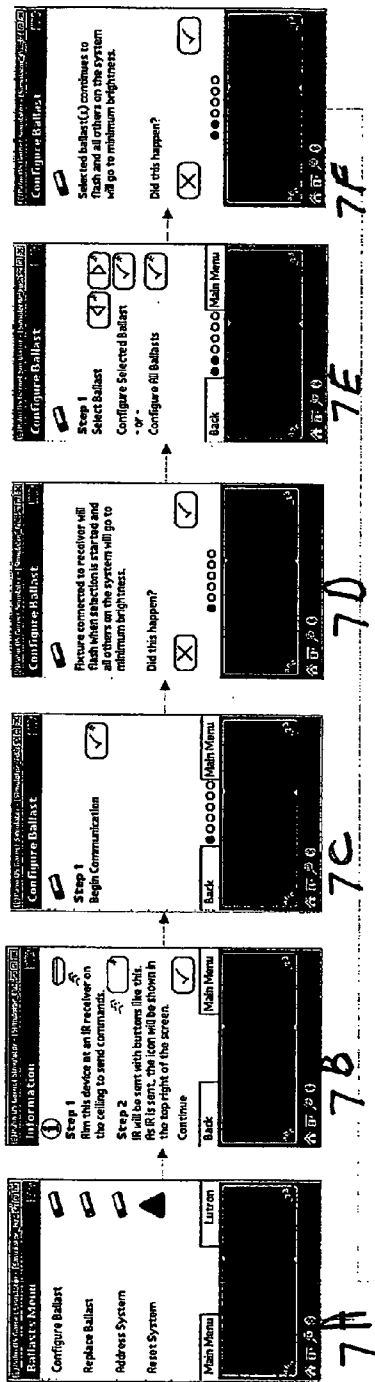 Ballasts Menu
Configure Ballast
Replace Ballast
Address System
Reset System
Main Menu
Lutron
7A
Information
Step 1
Aim this device at an IR receiver on
the ceiling to send commands.
Step 2
IR will be sent with buttons like this.
As IR is sent, the icon will be shown in
the top right of the screen.
Continue
Back
Main Menu
7B
Configure Ballast
Step 1
Begin Communication
Back
Main Menu
7C
Configure Ballast
Fixture connected to receiver will
flash when selection is started and
all others on the system will go to
minimum brightness.
Did this happen?
7D
Configure Ballast
Step 1
Select Ballast
Configure Selected Ballast
- or -
Configure All Ballasts
Back
Main Menu
7E
Configure Ballast
Selected ballast(s) continues to
flash and all others on the system
will go to minimum brightness.
Did this happen?
7F